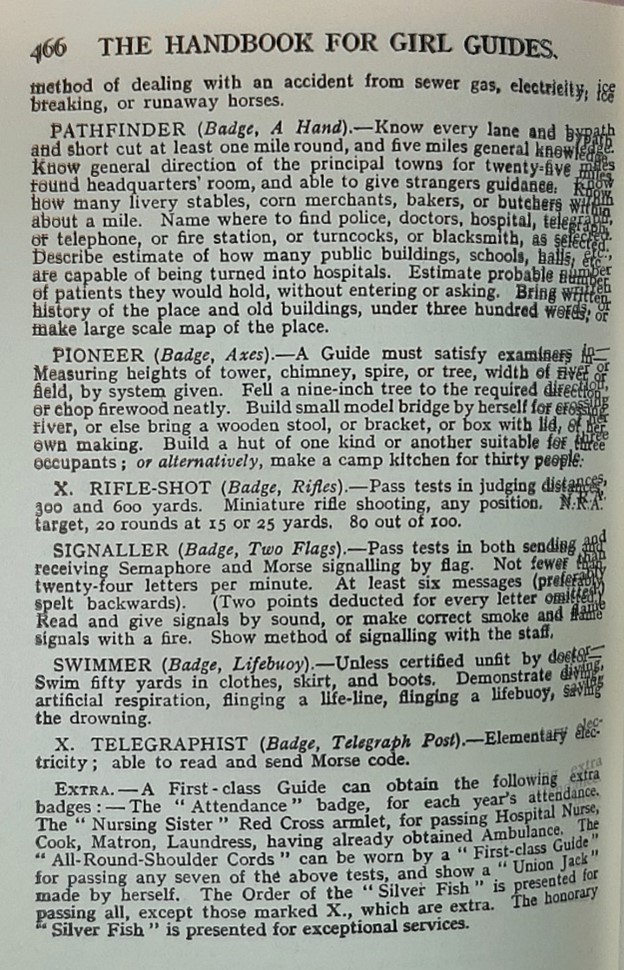 466 THE HANDBOOK FOR GIRL GUIDES.
method of dealing with an accident from sewer gas, electricity, ice
breaking, or runaway horses.
PATHFINDER (Badge, A Hand).—Know every lane and bypath
and short cut at least one mile round, and five miles general knowledge.
Know general direction of the principal towns for twenty-five miles
round headquarters' room, and able to give strangers guidance. Know
how many livery stables, corn merchants, bakers, or butchers within
about a mile. Name where to find police, doctors, hospital, telegraph,
or telephone, or fire station, or turncocks, or blacksmith, as selected.
Describe estimate of how many public buildings, schools, halls, etc.,
are capable of being turned into hospitals. Estimate probable number
of patients they would hold, without entering or asking. Bring written
history of the place and old buildings, under three hundred words, or
make large scale map of the place.
PIONEER (Badge, Axes).—A Guide must satisfy examiners in—
Measuring heights of tower, chimney, spire, or tree, width of river or
field, by system given. Fell a nine-inch tree to the required direction,
or chop firewood neatly. Build small model bridge by herself for crossing
river, or else bring a wooden stool, or bracket, or box with lid, of her
own making. Build a hut of one kind or another suitable for three
occupants; or alternatively, make a camp kitchen for thirty people.
X. RIFLE-SHOT (Badge, Rifles).—Pass tests in judging distances,
300 and 600 yards. Miniature rifle shooting, any position. N.R.A.
target, 20 rounds at 15 or 25 yards. 80 out of 100.
SIGNALLER (Badge, Two Flags).—Pass tests in both sending and
receiving Semaphore and Morse signalling by flag. Not fewer than
twenty-four letters per minute. At least six messages (preferably
spelt backwards). (Two points deducted for every letter omitted)
Read and give signals by sound, or make correct smoke and flame
signals with a fire. Show method of signalling with the staff.
SWIMMER (Badge, Lifebuoy).—Unless certified unfit by doctor—
Swim fifty yards in clothes, skirt, and boots. Demonstrate diving,
artificial respiration, flinging a life-line, flinging a lifebuoy, saving
the drowning.
X. TELEGRAPHIST (Badge, Telegraph Post).—Elementary elec-
tricity; able to read and send Morse code.
EXTRA.—A First-class Guide can obtain the following extra
badges:—The "Attendance" badge, for each year's attendance.
The "Nursing Sister" Red Cross armlet, for passing Hospital Nurse,
Cook, Matron, Laundress, having already obtained Ambulance. The
"All-Round-Shoulder Cords" can be worn by a "First-class Guide"
for passing any seven of the above tests, and show a "Union Jack"
made by herself. The Order of the "Silver Fish" is presented for
passing all, except those marked X., which are extra. The honorary
"Silver Fish" is presented for exceptional services.